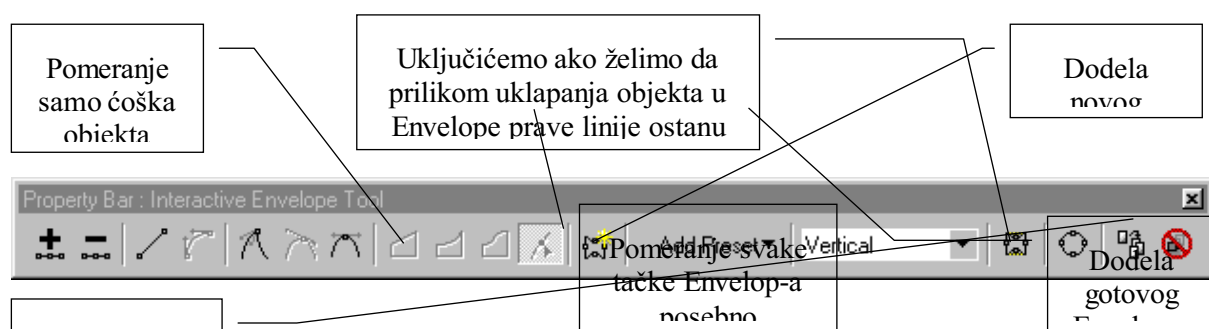 Pomeranje
samo ćoška
objekta
Uključićemo ako želimo da
prilikom uklapanja objekta u
Envelope prave linije ostanu
Dodela
novog
Property Bar : Interactive Envelope Tool
Add Preset
Vertical
Pomeranje svake
tačke Envelop-a
posebno
Dodela
gotovog